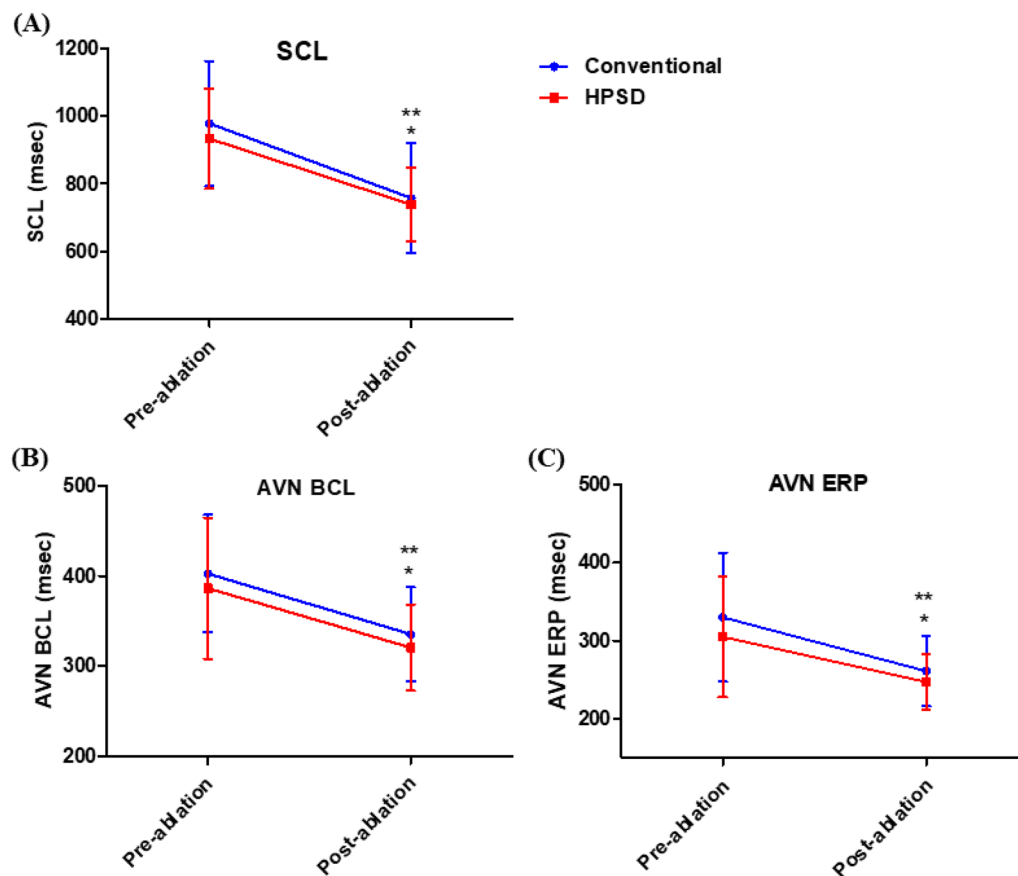 (A)
SCL
Conventional
HPSD
1200
1000
800
600
400
SCL (msec)
**
*
Pre-ablation
Post-ablation
(B)
AVN BCL
500
400
300
200
AVN BCL (msec)
**
*
Pre-ablation
Post-ablation
(C)
AVN ERP
500
400
300
200
AVN ERP (msec)
**
*
Pre-ablation
Post-ablation